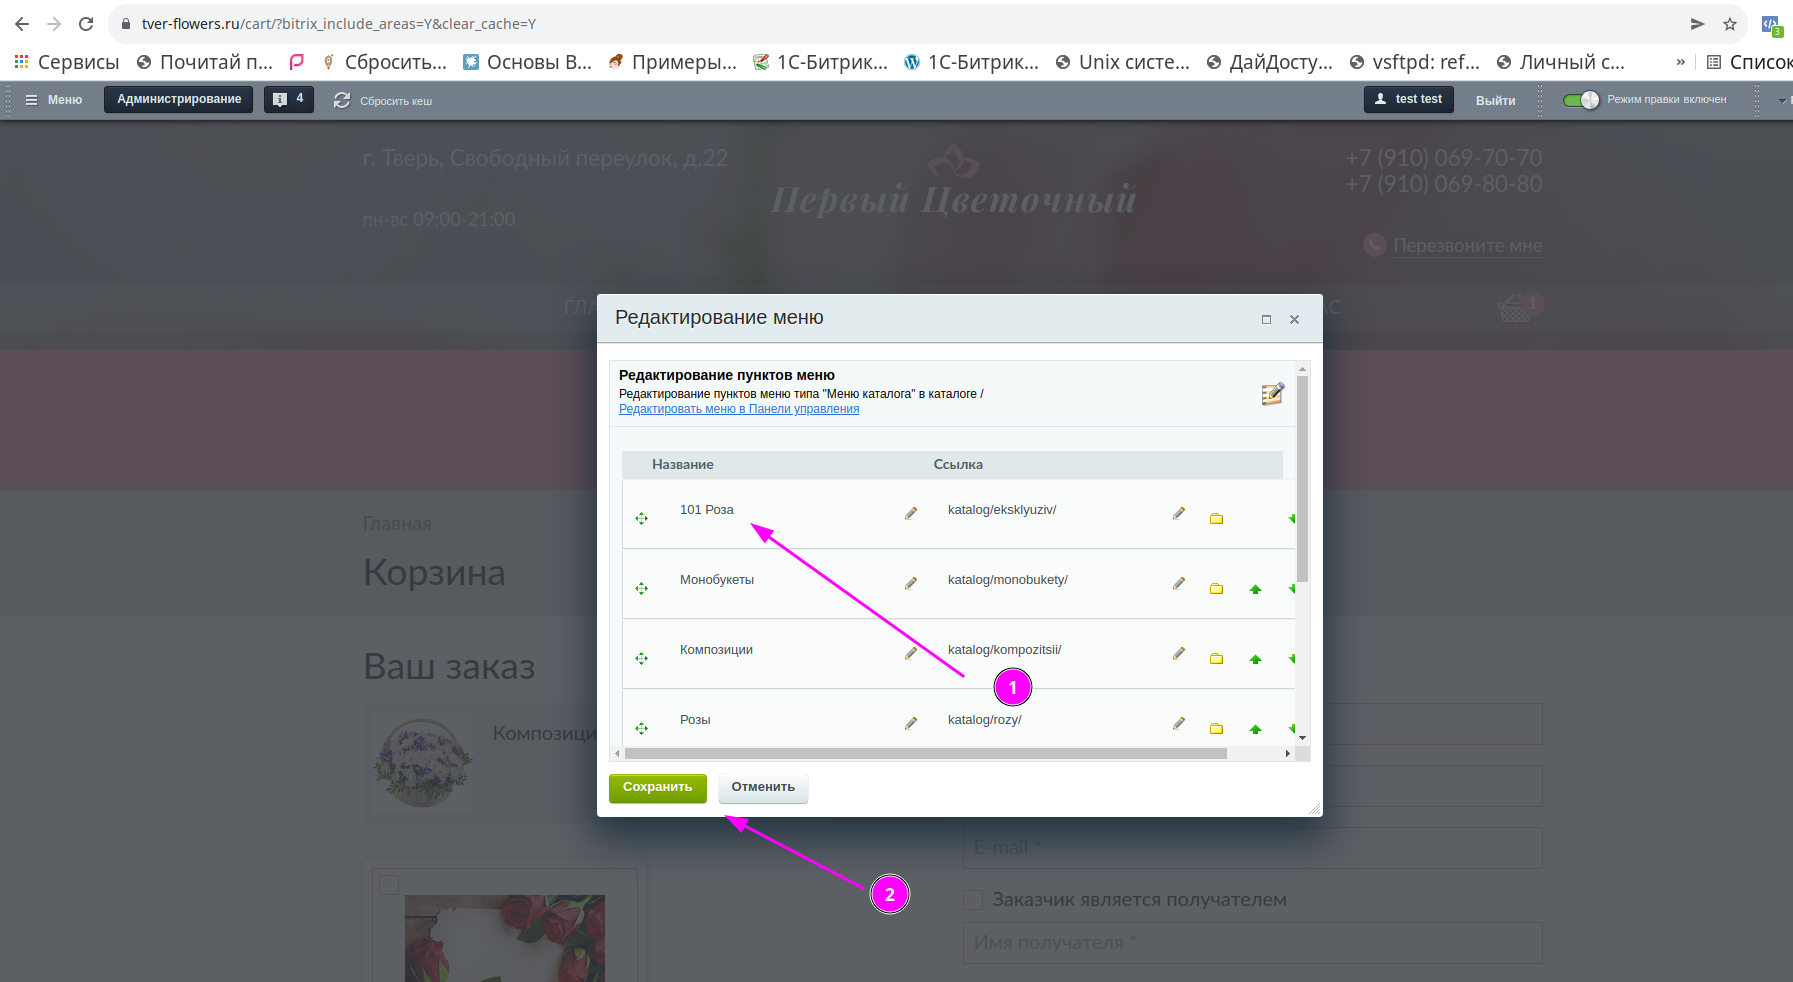 tver-flowers.ru/cart/?bitrix_include_areas=Y&clear_cache=Y
3
Сервисы
Почитай п...
Сбросить...
Основы В...
Примеры...
1С-Битрик...
1С-Битрик...
Unix систе...
ДайДосту...
vsftpd: ref...
Личный с...
»
Список
Меню
Администрирование
4
Сбросить кеш
test test
Выйти
Режим правки включен
г. Тверь, Свободный переулок, д.22
пн-вс 09:00-21:00
Первый Цветочный
+7 (910) 069-70-70
+7 (910) 069-80-80
Перезвоните мне
1
Редактирование меню
Редактирование пунктов меню
Редактирование пунктов меню типа "Меню каталога" в каталоге /
Редактировать меню в Панели управления
Название
Ссылка
101 Роза
katalog/eksklyuziv/
Монобукеты
katalog/monobukety/
Композиции
katalog/kompozitsii/
1
Розы
katalog/rozy/
Сохранить
Отменить
2
Главная
Корзина
Ваш заказ
Композици
E-mail *
Заказчик является получателем
Имя получателя *